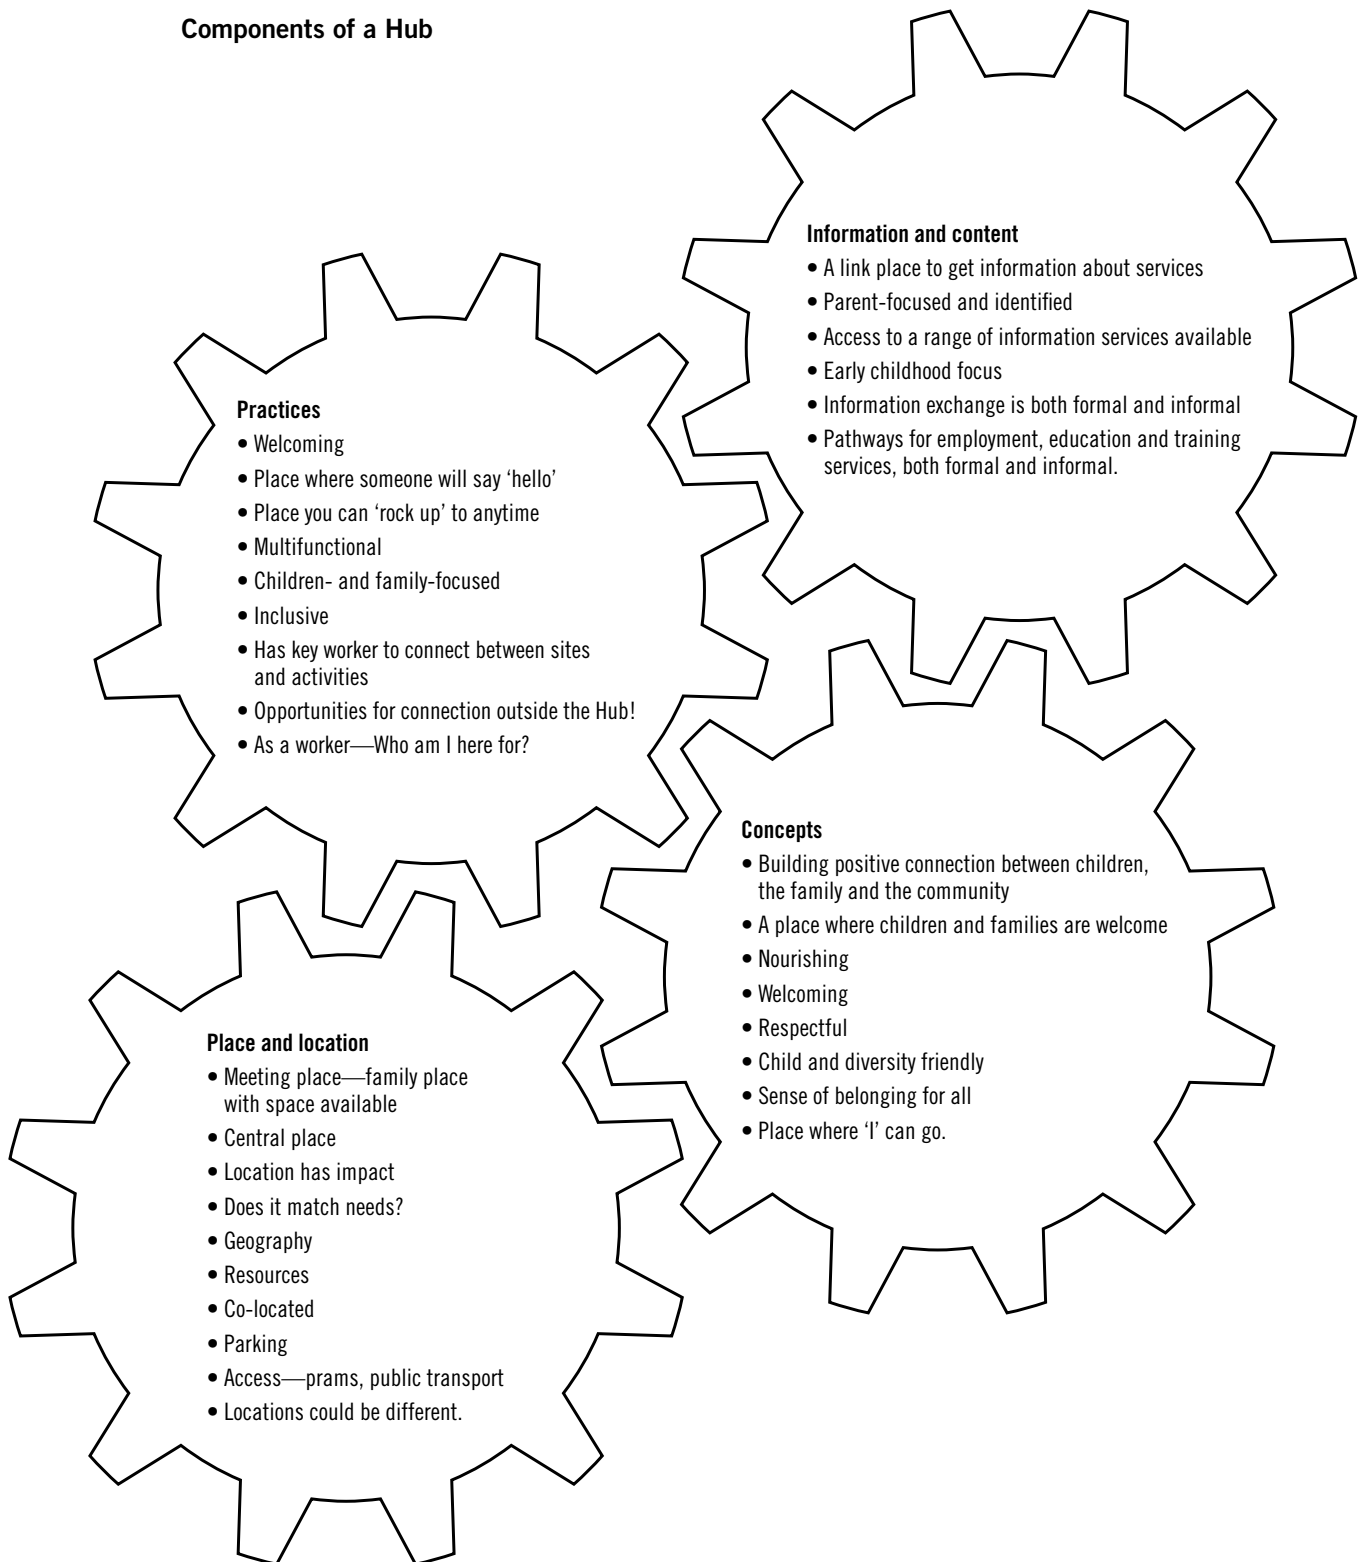 Components of a Hub
Information and content
• A link place to get information about services
• Parent-focused and identified
• Access to a range of information services available
• Early childhood focus
• Information exchange is both formal and informal
• Pathways for employment, education and training
services, both formal and informal.
Practices
• Welcoming
• Place where someone will say ‘hello’
• Place you can ‘rock up’ to anytime
• Multifunctional
• Children- and family-focused
• Inclusive
• Has key worker to connect between sites
and activities
• Opportunities for connection outside the Hub!
• As a worker—Who am I here for?
Concepts
• Building positive connection between children,
the family and the community
• A place where children and families are welcome
• Nourishing
• Welcoming
• Respectful
• Child and diversity friendly
• Sense of belonging for all
• Place where ‘I’ can go.
Place and location
• Meeting place—family place
with space available
• Central place
• Location has impact
• Does it match needs?
• Geography
• Resources
• Co-located
• Parking
• Access—prams, public transport
• Locations could be different.